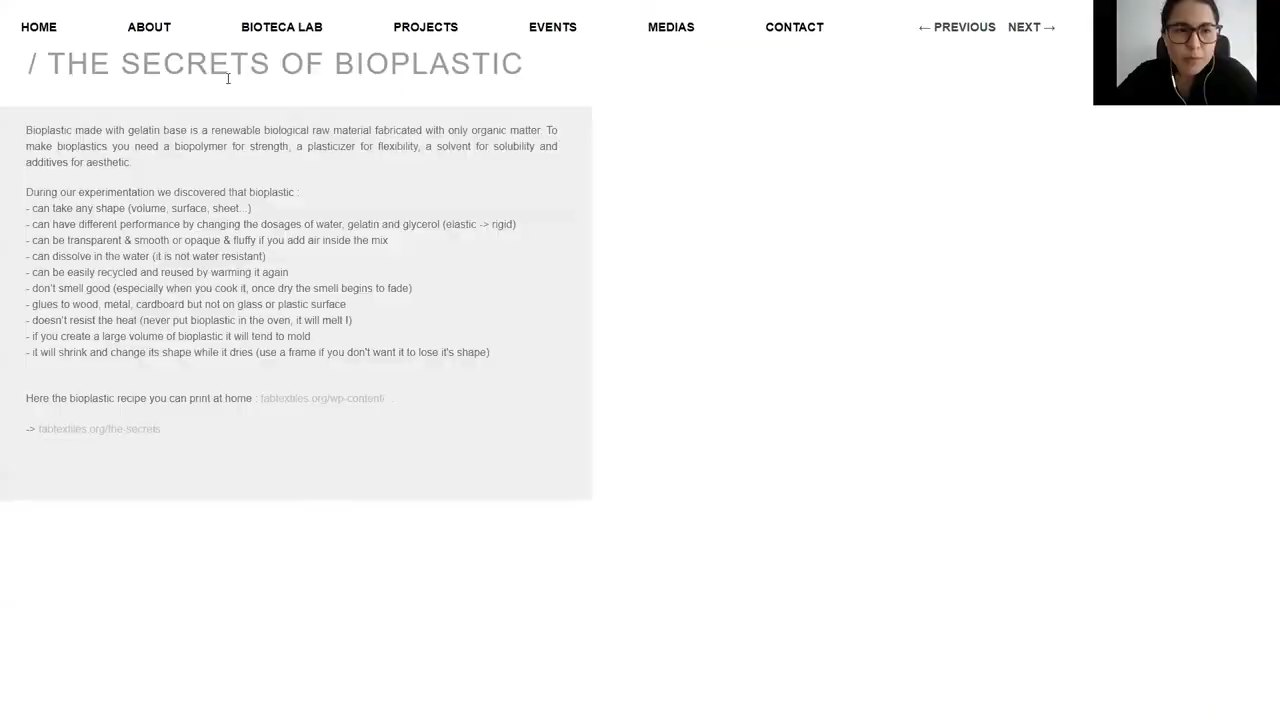 HOME ABOUT BIOTECA LAB PROJECTS EVENTS MEDIAS CONTACT ← PREVIOUS NEXT →
/ THE SECRETS OF BIOPLASTIC
Bioplastic made with gelatin base is a renewable biological raw material fabricated with only organic matter. To
make bioplastics you need a biopolymer for strength, a plasticizer for flexibility, a solvent for solubility and
additives for aesthetic.
During our experimentation we discovered that bioplastic :
- can take any shape (volume, surface, sheet...)
- can have different performance by changing the dosages of water, gelatin and glycerol (elastic -> rigid)
- can be transparent & smooth or opaque & fluffy if you add air inside the mix
- can dissolve in the water (it is not water resistant)
- can be easily recycled and reused by warming it again
- don't smell good (especially when you cook it, once dry the smell begins to fade)
- glues to wood, metal, cardboard but not on glass or plastic surface
- doesn't resist the heat (never put bioplastic in the oven, it will melt !)
- if you create a large volume of bioplastic it will tend to mold
- it will shrink and change its shape while it dries (use a frame if you don't want it to lose it's shape)
Here the bioplastic recipe you can print at home : fabtextiles.org/wp-content/
-> fabtextiles.org/the-secrets